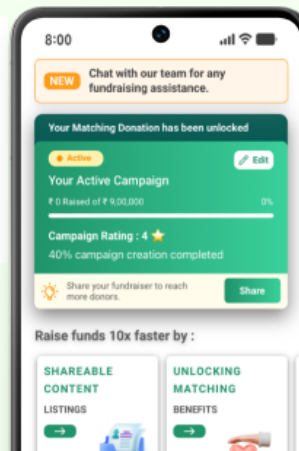 8:00
NEW
Chat with our team for any
fundraising assistance.
Your Matching Donation has been unlocked
Active
Edit
Your Active Campaign
₹ 0 Raised of ₹ 9,00,000
0%
Campaign Rating : 4
40% campaign creation completed
Share your fundraiser to reach
more donors.
Share
Raise funds 10x faster by :
SHAREABLE
CONTENT
LISTINGS
UNLOCKING
MATCHING
BENEFITS